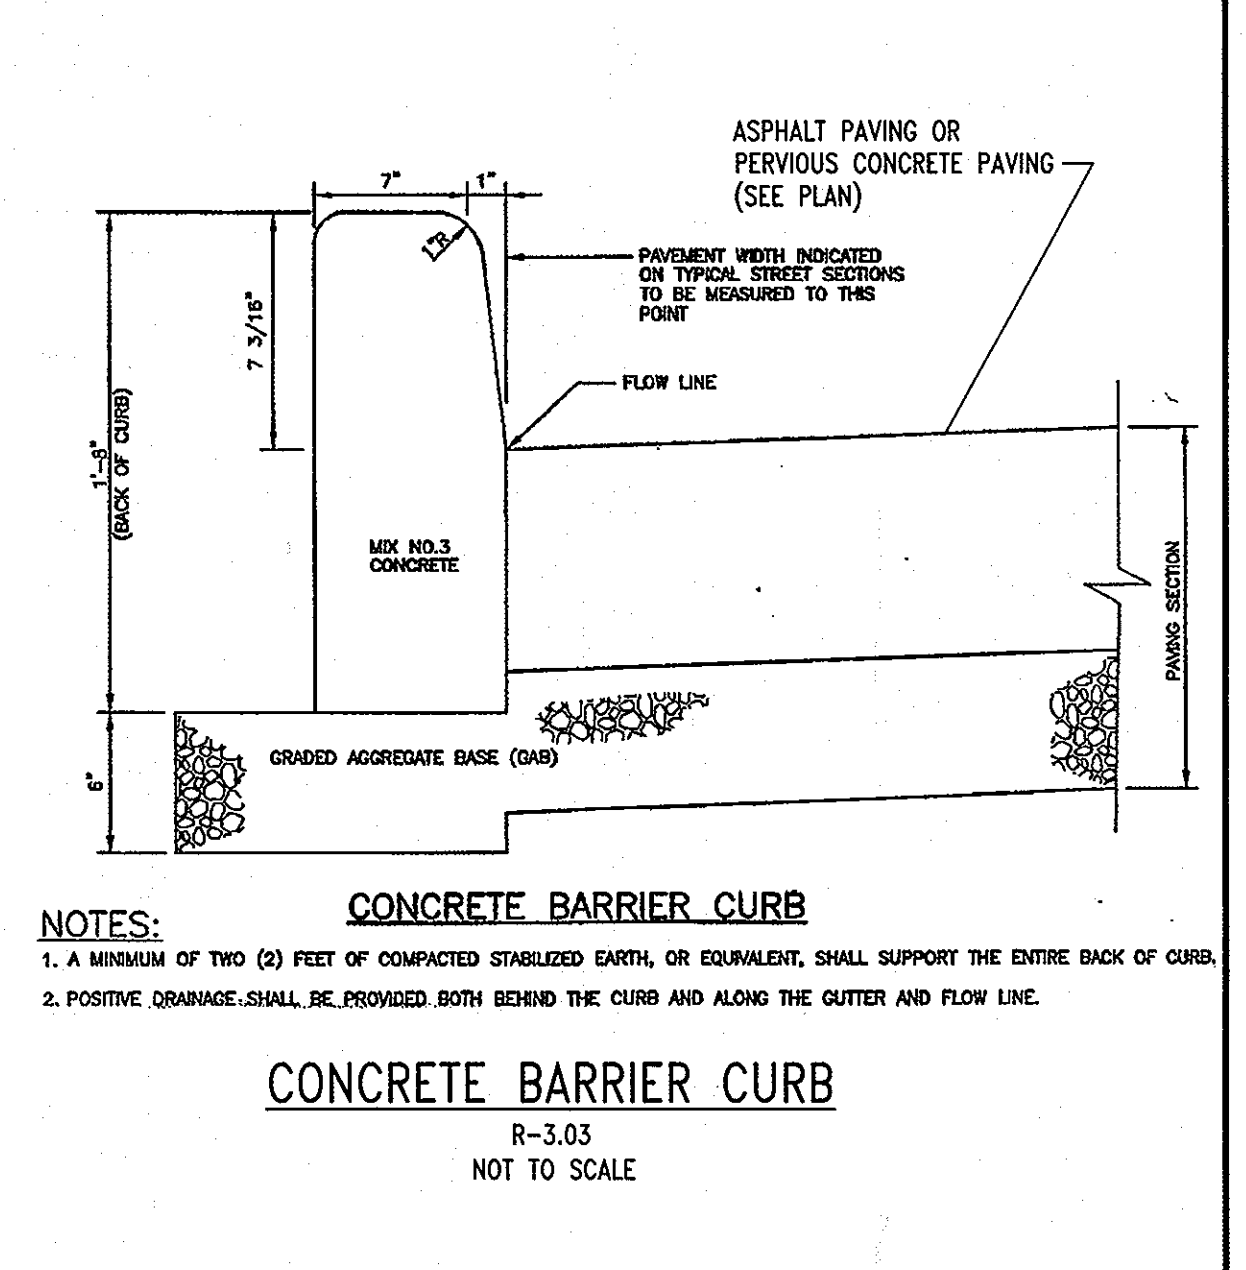 ASPHALT PAVING OR
PERVIOUS CONCRETE PAVING
(SEE PLAN)
7"
1"
1"R
PAVEMENT WIDTH INDICATED
ON TYPICAL STREET SECTIONS
TO BE MEASURED TO THIS
POINT
7 3/16"
FLOW LINE
1'-8"
(BACK OF CURB)
MIX NO.3
CONCRETE
PAVING SECTION
GRADED AGGREGATE BASE (GAB)
6"
CONCRETE BARRIER CURB
NOTES:
1. A MINIMUM OF TWO (2) FEET OF COMPACTED STABILIZED EARTH, OR EQUIVALENT, SHALL SUPPORT THE ENTIRE BACK OF CURB.
2. POSITIVE DRAINAGE SHALL BE PROVIDED BOTH BEHIND THE CURB AND ALONG THE GUTTER AND FLOW LINE.
CONCRETE BARRIER CURB
R-3.03
NOT TO SCALE